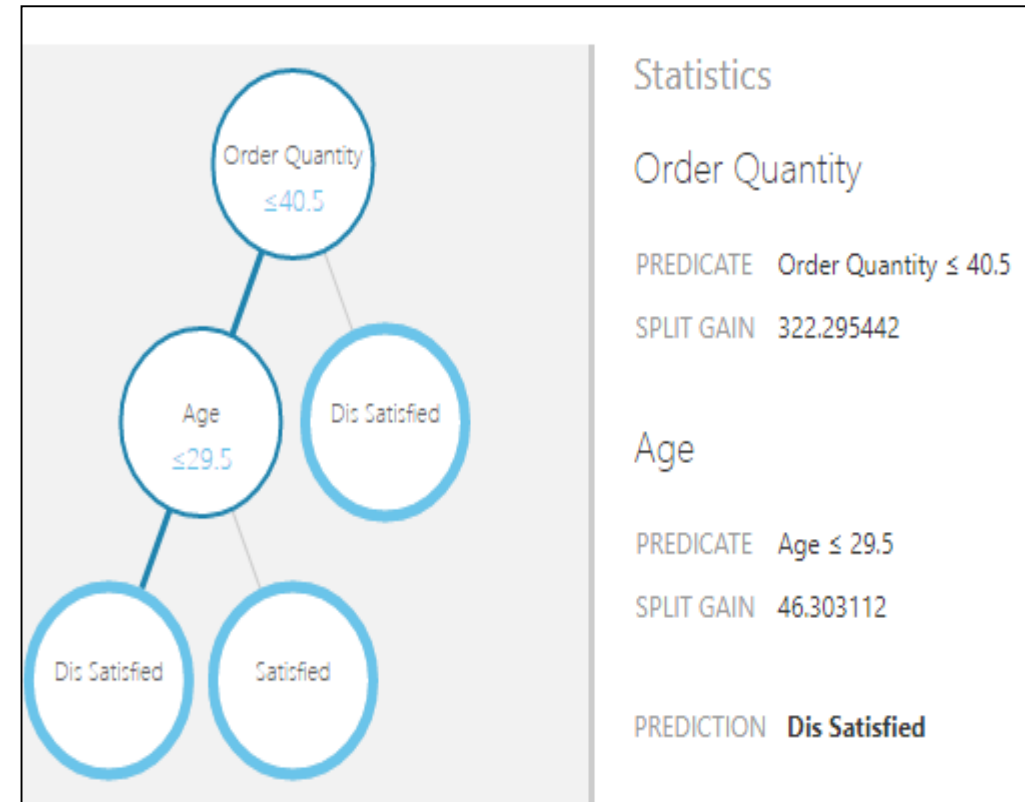 Order Quantity
≤40.5
Age
≤29.5
Dis Satisfied
Dis Satisfied
Satisfied
Statistics
Order Quantity
PREDICATE Order Quantity ≤ 40.5
SPLIT GAIN 322.295442
Age
PREDICATE Age ≤ 29.5
SPLIT GAIN 46.303112
PREDICTION Dis Satisfied